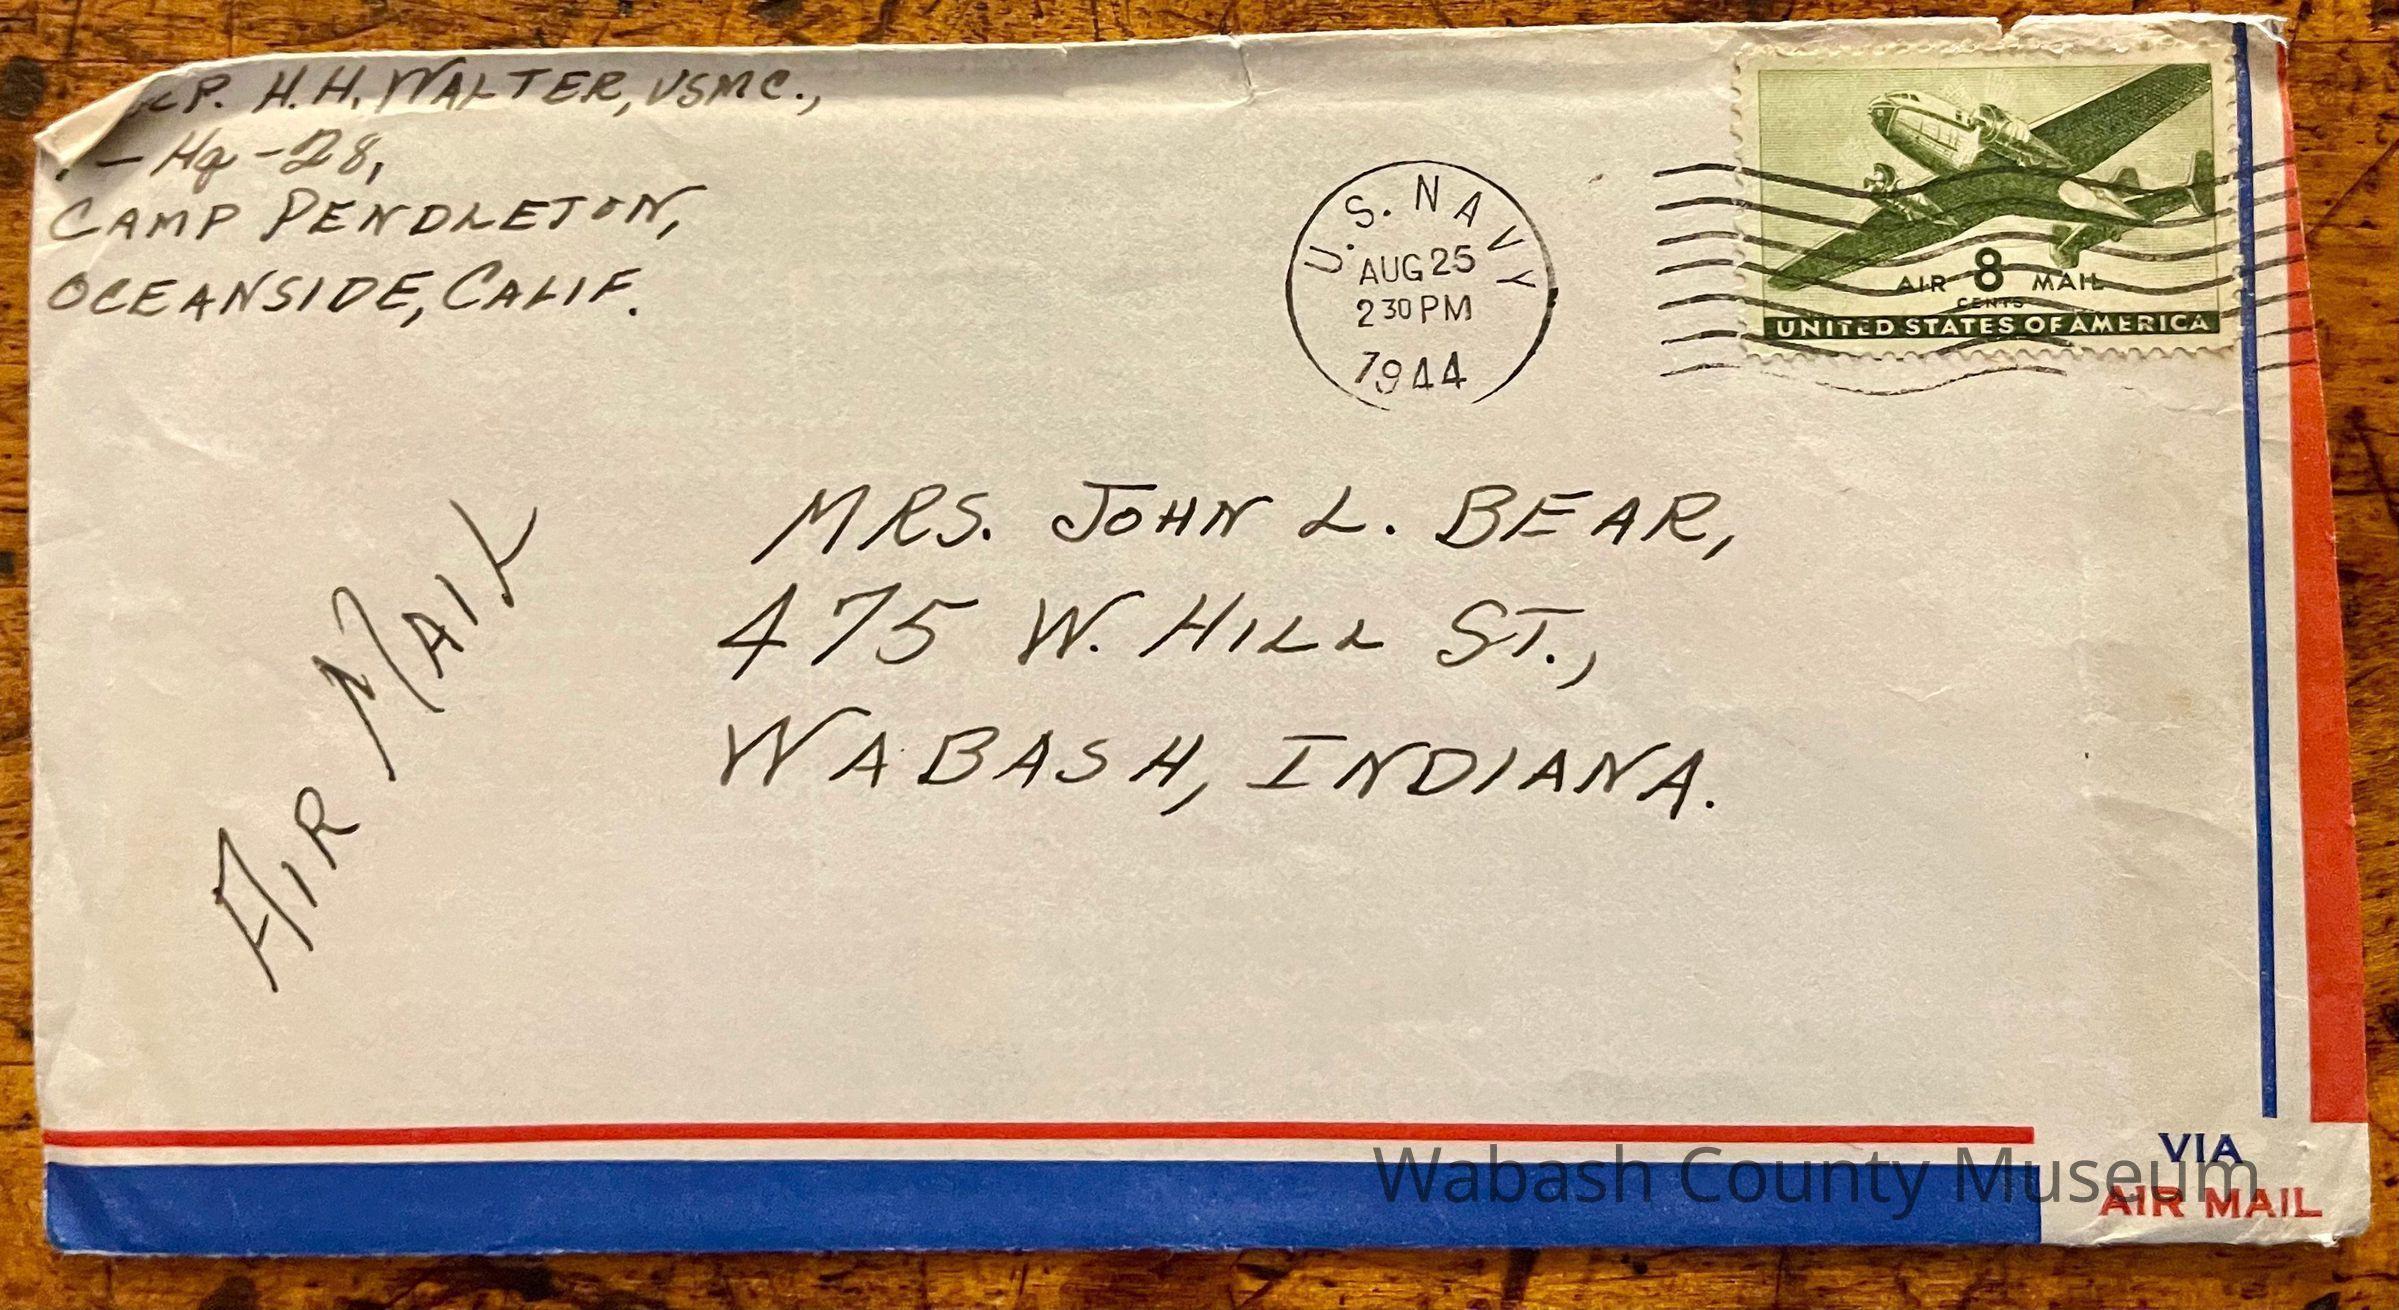 P. H. H. WALTER, USMC.,
- Hq - 28,
CAMP PENDLETON,
OCEANSIDE, CALIF.
U.S. NAVY
AUG 25
2 30 PM
1944
AIR 8 MAIL
CENTS
UNITED STATES OF AMERICA
MRS. JOHN L. BEAR,
475 W. HILL ST.,
WABASH, INDIANA.
AIR MAIL
VIA
AIR MAIL
Wabash County Museum